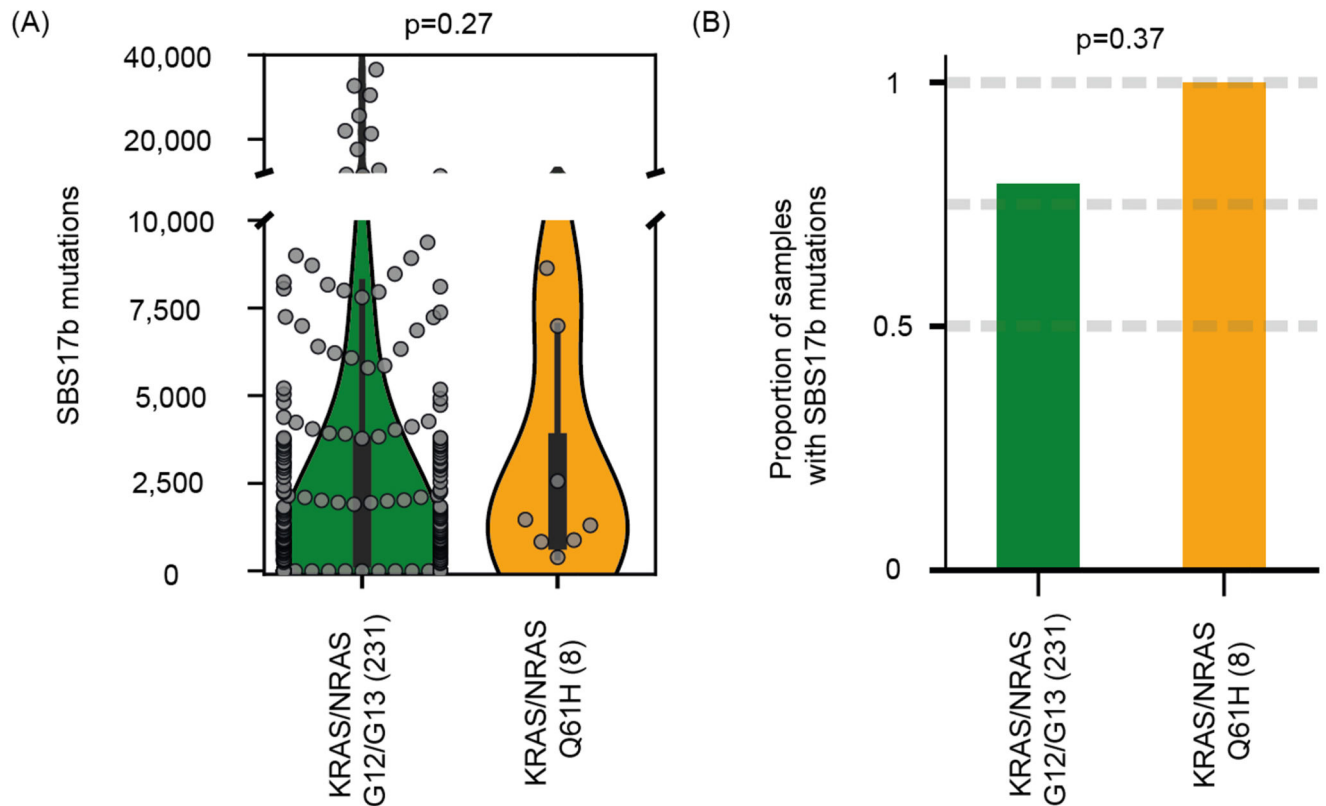 (A)
p=0.27
40,000
20,000
10,000
7,500
5,000
2,500
0
SBS17b mutations
KRAS/NRAS
G12/G13 (231)
KRAS/NRAS
Q61H (8)
(B)
p=0.37
1
0.5
0
Proportion of samples
with SBS17b mutations
KRAS/NRAS
G12/G13 (231)
KRAS/NRAS
Q61H (8)